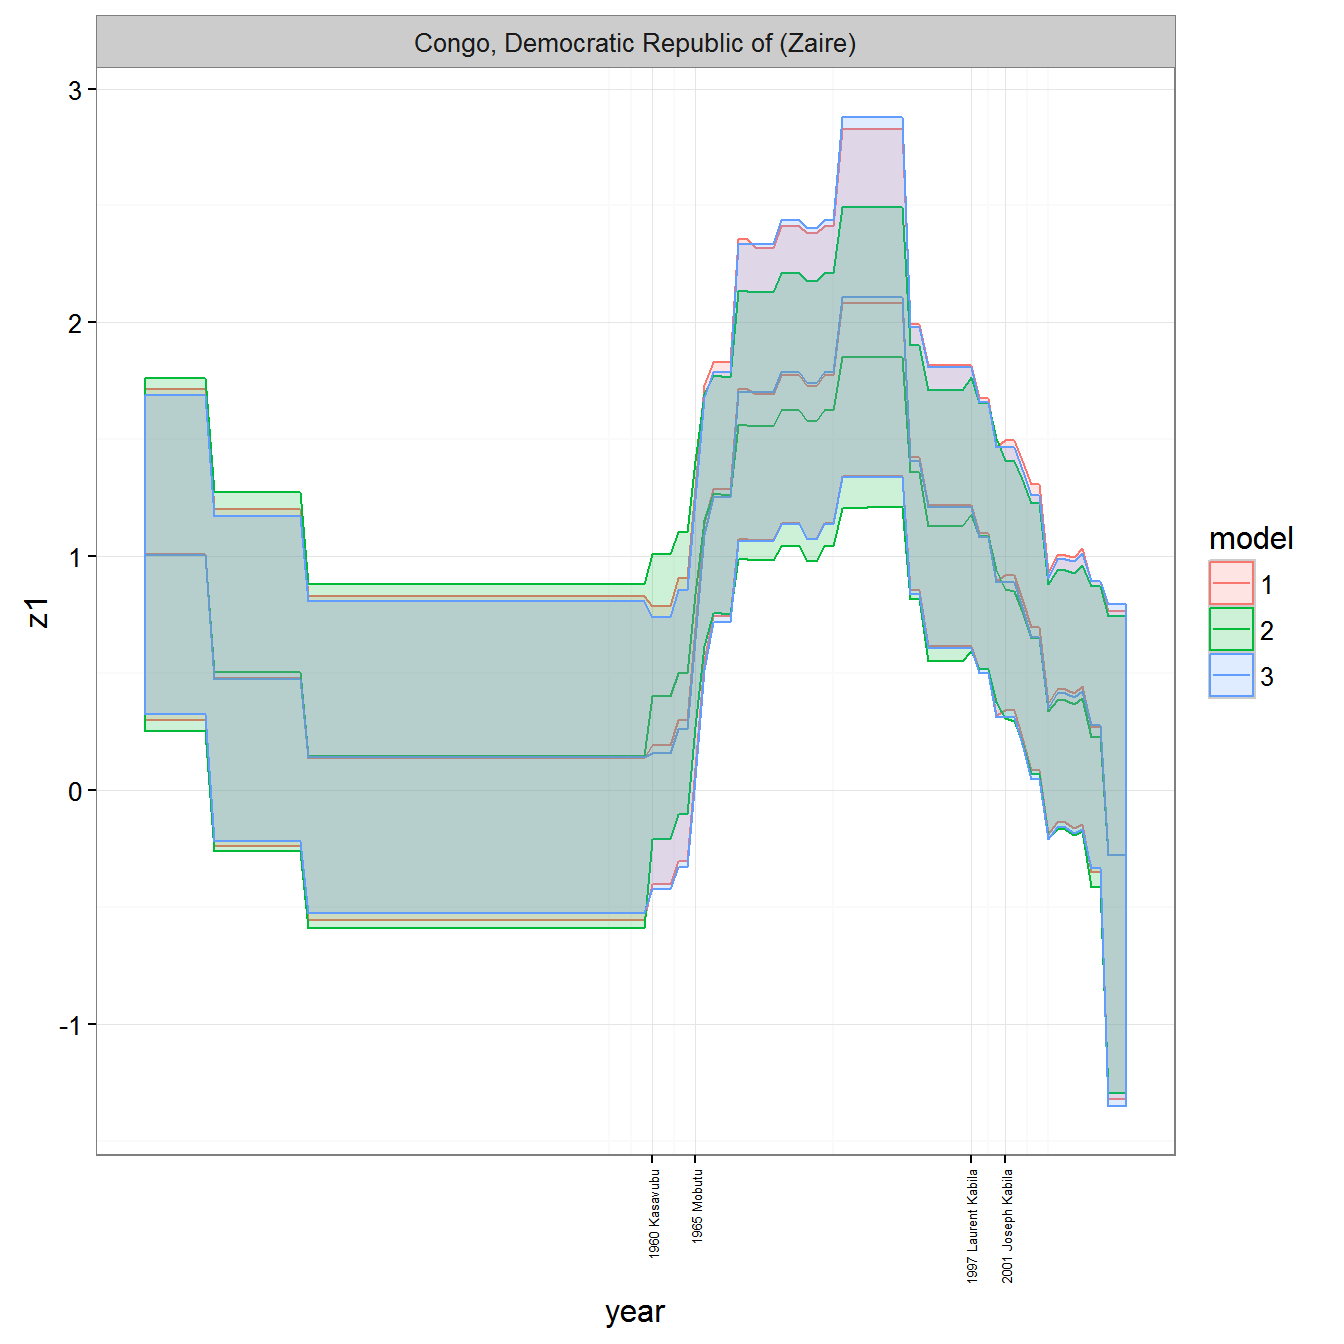 Congo, Democratic Republic of (Zaire)
3
2
1
0
-1
z1
1960 Kasavubu
1965 Mobutu
1997 Laurent Kabila
2001 Joseph Kabila
year
model
1
2
3